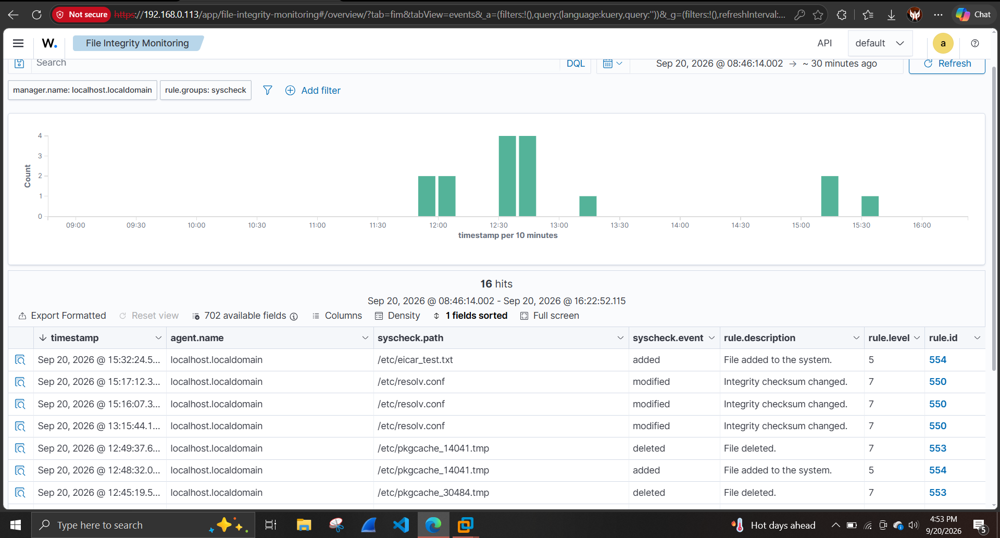 Not secure https://192.168.0.113/app/file-integrity-monitoring#/overview/?tab=fim&tabView=events&_a=(filters:!(),query:(language:kuery,query:''))&_g=(filters:!(),refreshInterval:... Chat
W. File Integrity Monitoring API default a
Search DQL Sep 20, 2026 @ 08:46:14.002 → ~ 30 minutes ago Refresh
manager.name: localhost.localdomain rule.groups: syscheck Add filter
4
3
2
1
0
Count
09:00 09:30 10:00 10:30 11:00 11:30 12:00 12:30 13:00 13:30 14:00 14:30 15:00 15:30 16:00
timestamp per 10 minutes
16 hits
Sep 20, 2026 @ 08:46:14.002 - Sep 20, 2026 @ 16:22:52.115
Export Formatted Reset view 702 available fields Columns Density 1 fields sorted Full screen
timestamp agent.name syscheck.path syscheck.event rule.description rule.level rule.id
Sep 20, 2026 @ 15:32:24.5... localhost.localdomain /etc/eicar_test.txt added File added to the system. 5 554
Sep 20, 2026 @ 15:17:12.3... localhost.localdomain /etc/resolv.conf modified Integrity checksum changed. 7 550
Sep 20, 2026 @ 15:16:07.3... localhost.localdomain /etc/resolv.conf modified Integrity checksum changed. 7 550
Sep 20, 2026 @ 13:15:44.1... localhost.localdomain /etc/resolv.conf modified Integrity checksum changed. 7 550
Sep 20, 2026 @ 12:49:37.6... localhost.localdomain /etc/pkgcache_14041.tmp deleted File deleted. 7 553
Sep 20, 2026 @ 12:48:32.0... localhost.localdomain /etc/pkgcache_14041.tmp added File added to the system. 5 554
Sep 20, 2026 @ 12:45:19.5... localhost.localdomain /etc/pkgcache_30484.tmp deleted File deleted. 7 553
Type here to search Hot days ahead 4:53 PM
9/20/2026 5